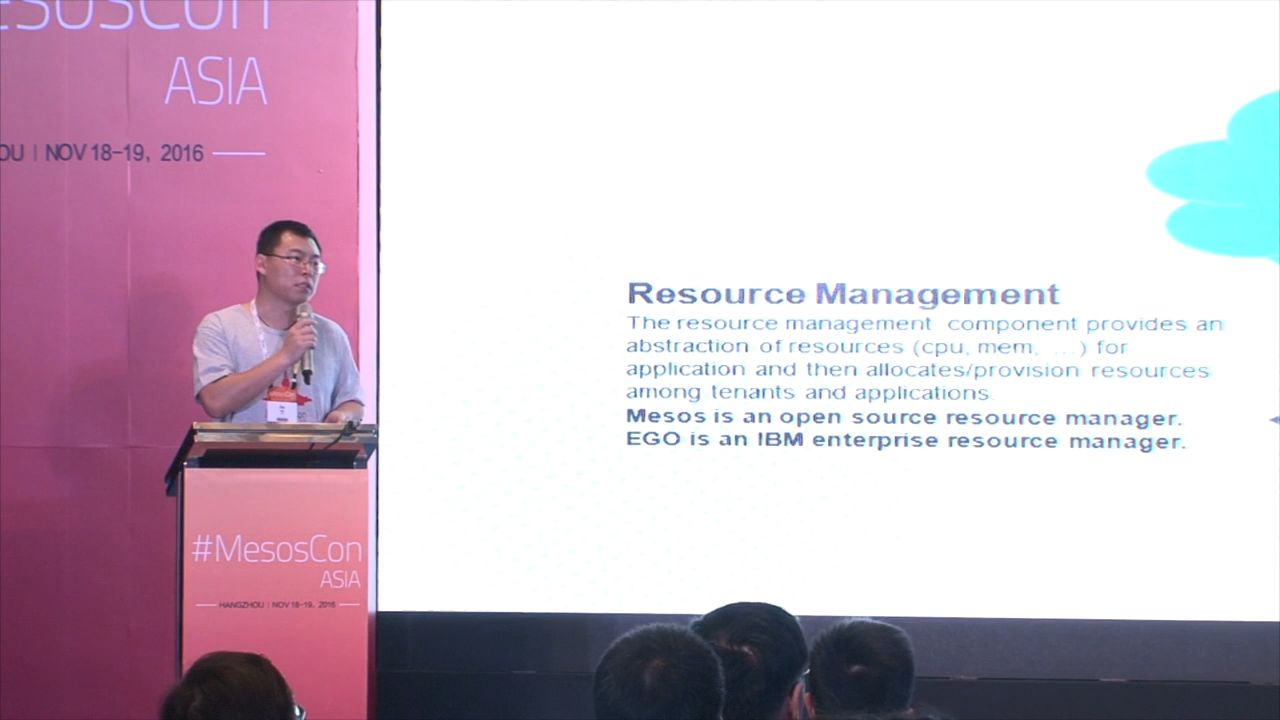 MesosCon
ASIA
OU | NOV 18-19, 2016
Resource Management
The resource management component provides an
abstraction of resources (cpu, mem, ...) for
application and then allocates/provision resources
among tenants and applications.
Mesos is an open source resource manager.
EGO is an IBM enterprise resource manager.
#MesosCon
ASIA
HANGZHOU | NOV 18-19, 2016